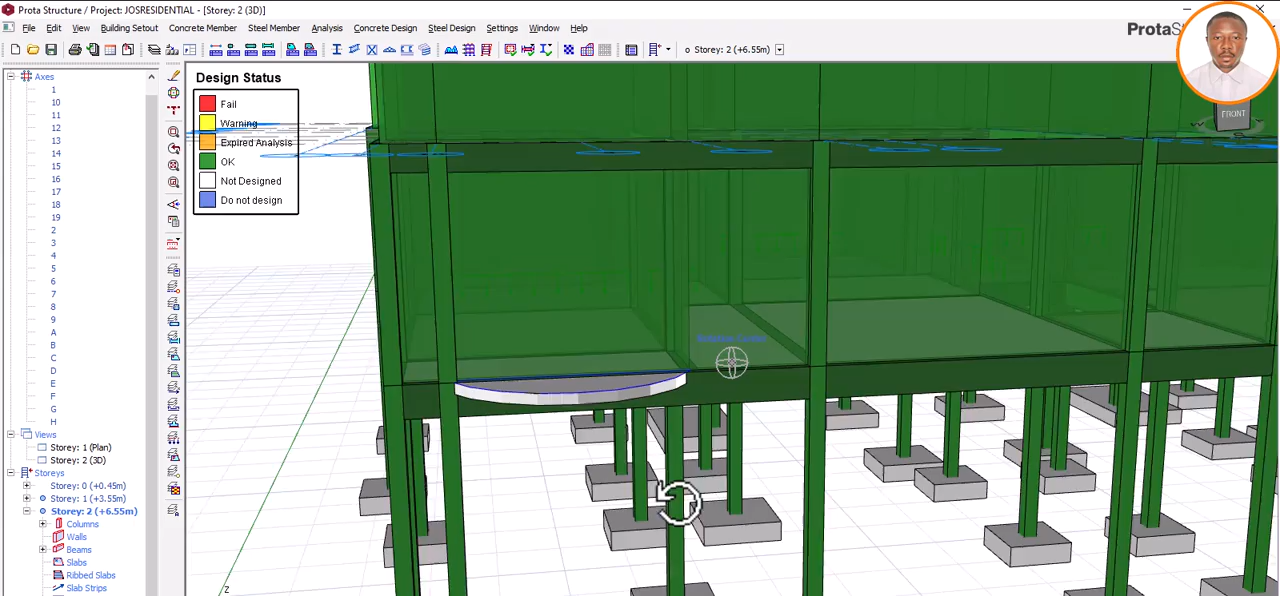 Prota Structure / Project: JOSRESIDENTIAL - [Storey: 2 (3D)]
File Edit View Building Setout Concrete Member Steel Member Analysis Concrete Design Steel Design Settings Window Help
Storey: 2 (+6.55m)
Axes
1
10
11
12
13
14
15
16
17
18
19
2
3
4
5
6
7
8
9
A
B
C
D
E
F
G
H
Views
Storey: 1 (Plan)
Storey: 2 (3D)
Storeys
Storey: 0 (+0.45m)
Storey: 1 (+3.55m)
Storey: 2 (+6.55m)
Columns
Walls
Beams
Slabs
Ribbed Slabs
Slab Strips
Design Status
Fail
Warning
Expired Analysis
OK
Not Designed
Do not design
FRONT
Z